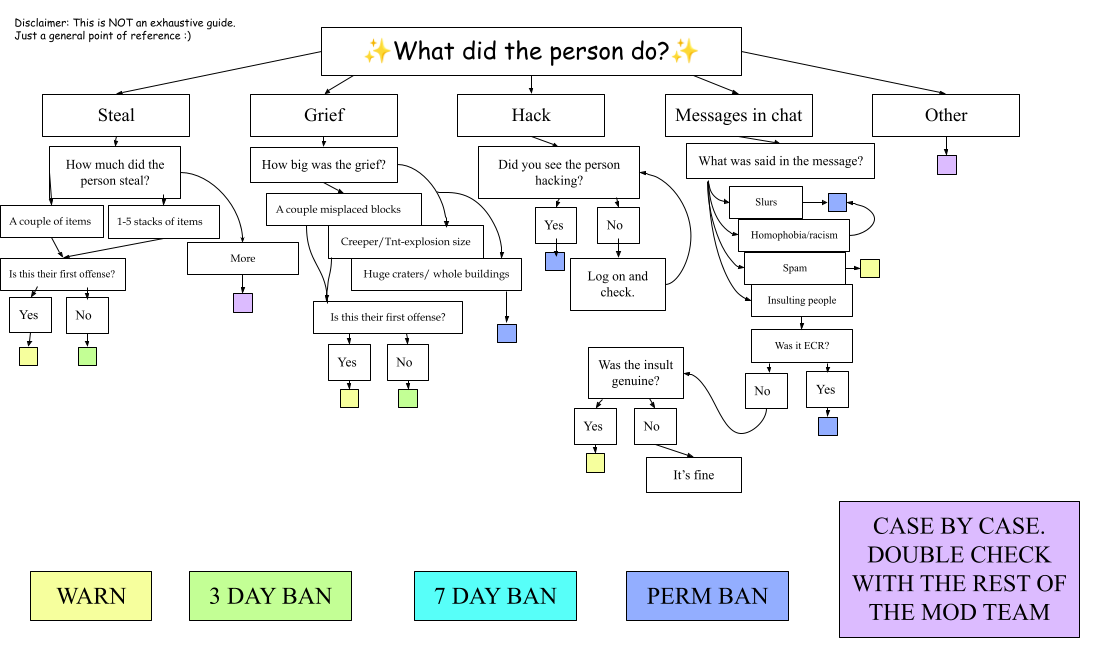 Disclaimer: This is NOT an exhaustive guide.
Just a general point of reference :)
✨What did the person do?✨
Steal
Grief
Hack
Messages in chat
Other
How much did the
person steal?
A couple of items
1-5 stacks of items
More
Is this their first offense?
Yes
No
How big was the grief?
A couple misplaced blocks
Creeper/Tnt-explosion size
Huge craters/ whole buildings
Is this their first offense?
Yes
No
Did you see the person
hacking?
Yes
No
Log on and
check.
What was said in the message?
Slurs
Homophobia/racism
Spam
Insulting people
Was it ECR?
No
Yes
Was the insult
genuine?
Yes
No
It's fine
WARN
3 DAY BAN
7 DAY BAN
PERM BAN
CASE BY CASE.
DOUBLE CHECK
WITH THE REST OF
THE MOD TEAM